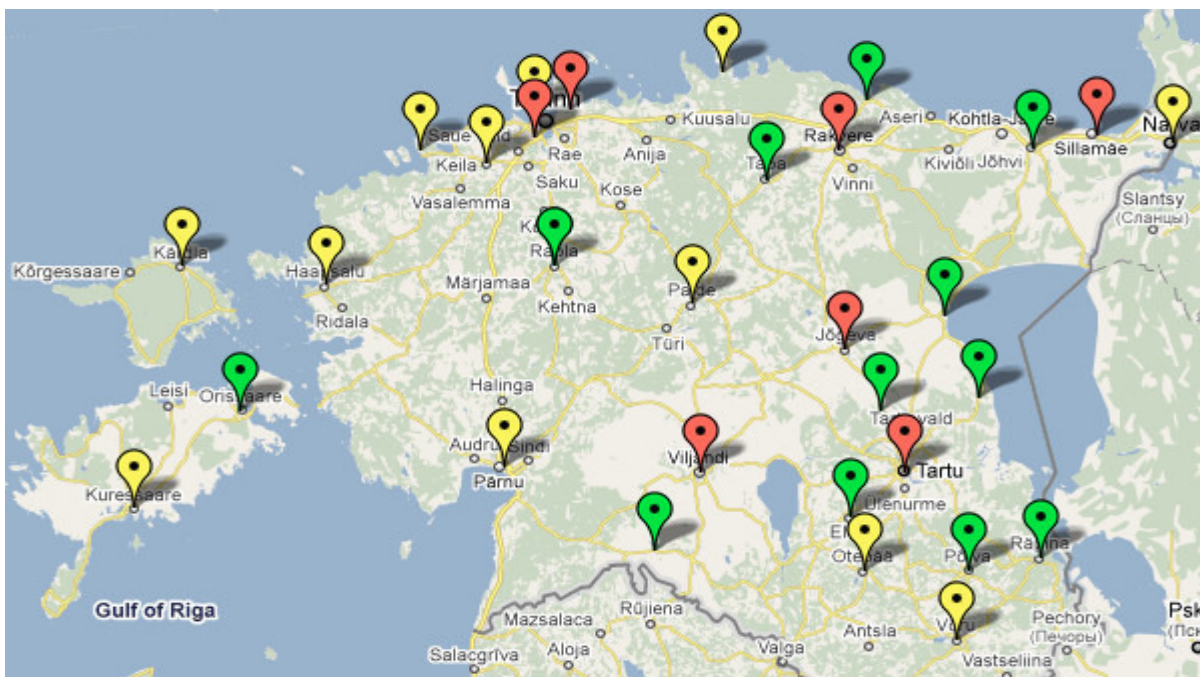 Kuusalu
Aseri
Kohtla-Järve
Narva
Saue
Rae
Anija
Rakvere
Kiviõli
Jõhvi
Sillamäe
Keila
Saku
Tapa
Vinni
Vasalemma
Kose
Slantsy
(Сланцы)
Kärdla
Kõrgessaare
Haapsalu
Rapla
Märjamaa
Kehtna
Paide
Ridala
Türi
Jõgeva
Leisi
Orissaare
Halinga
Audru
Sindi
Viljandi
Tartu
Pärnu
Kuressaare
Ülenurme
Otepää
Põlva
Räpina
Gulf of Riga
Mazsalaca
Rūjiena
Antsla
Võru
Pechory
(Печоры)
Salacgrīva
Aloja
Valga
Vastseliina